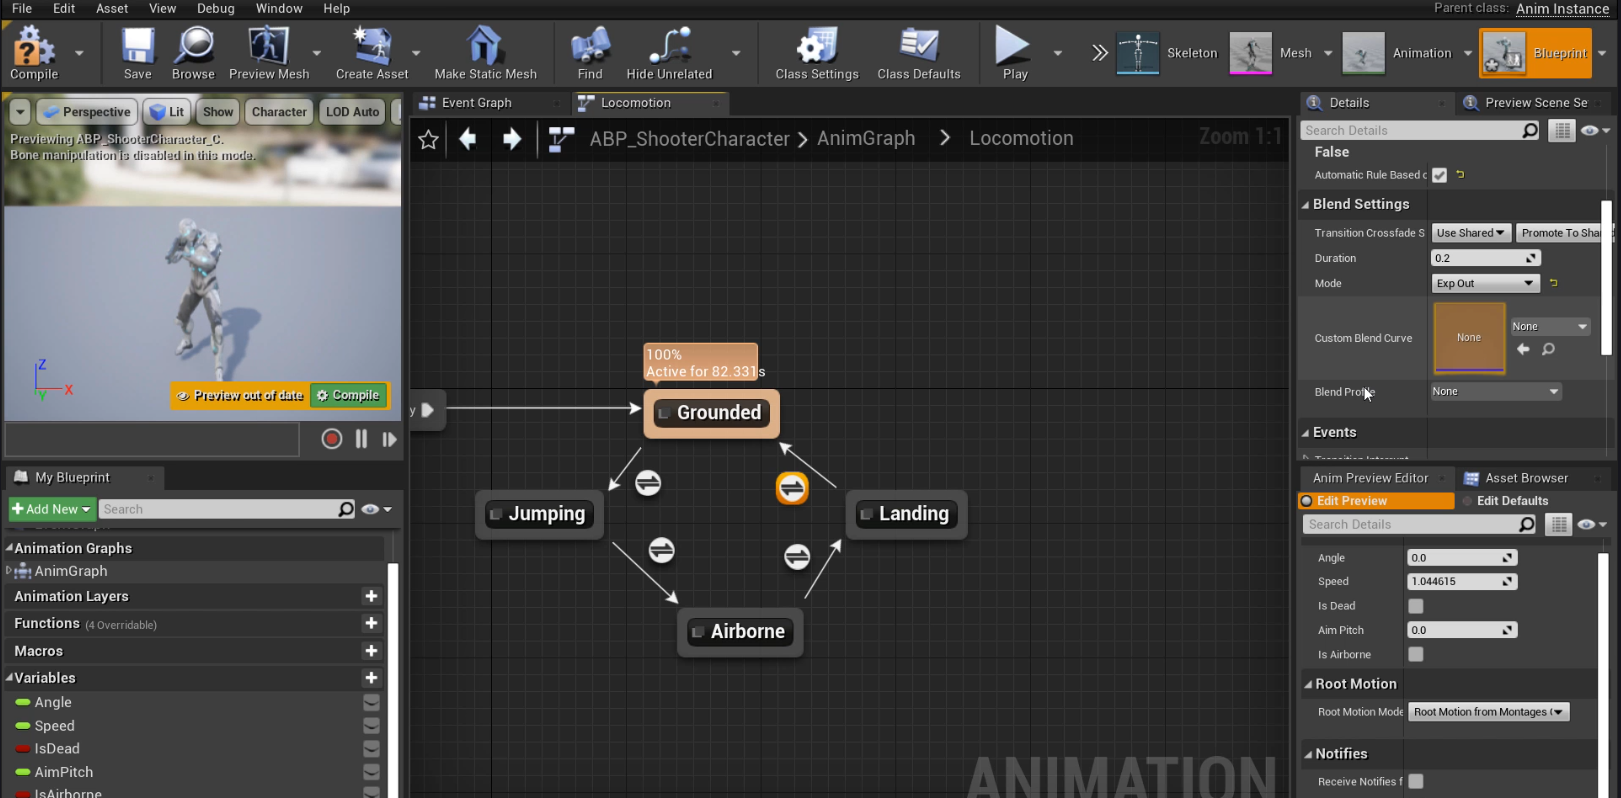 File Edit Asset View Debug Window Help
Parent class: Anim Instance
Compile Save Browse Preview Mesh Create Asset Make Static Mesh Find Hide Unrelated Class Settings Class Defaults Play Skeleton Mesh Animation Blueprint
Perspective Lit Show Character LOD Auto
Previewing ABP_ShooterCharacter_C.
Bone manipulation is disabled in this mode.
Z
X
Y
Preview out of date Compile
My Blueprint
Add New Search
Animation Graphs
AnimGraph
Animation Layers
Functions (4 Overridable)
Macros
Variables
Angle
Speed
IsDead
AimPitch
IsAirborne
Event Graph Locomotion
ABP_ShooterCharacter AnimGraph Locomotion Zoom 1:1
100%
Active for 82.331s
y
Grounded
Jumping
Landing
Airborne
ANIMATION
Details Preview Scene Se
Search Details
False
Automatic Rule Based o
Blend Settings
Transition Crossfade S Use Shared Promote To Shared
Duration 0.2
Mode Exp Out
Custom Blend Curve None None
Blend Profile None
Events
Transition Interrupt
Anim Preview Editor Asset Browser
Edit Preview Edit Defaults
Search Details
Angle 0.0
Speed 1.044615
Is Dead
Aim Pitch 0.0
Is Airborne
Root Motion
Root Motion Mode Root Motion from Montages (
Notifies
Receive Notifies f